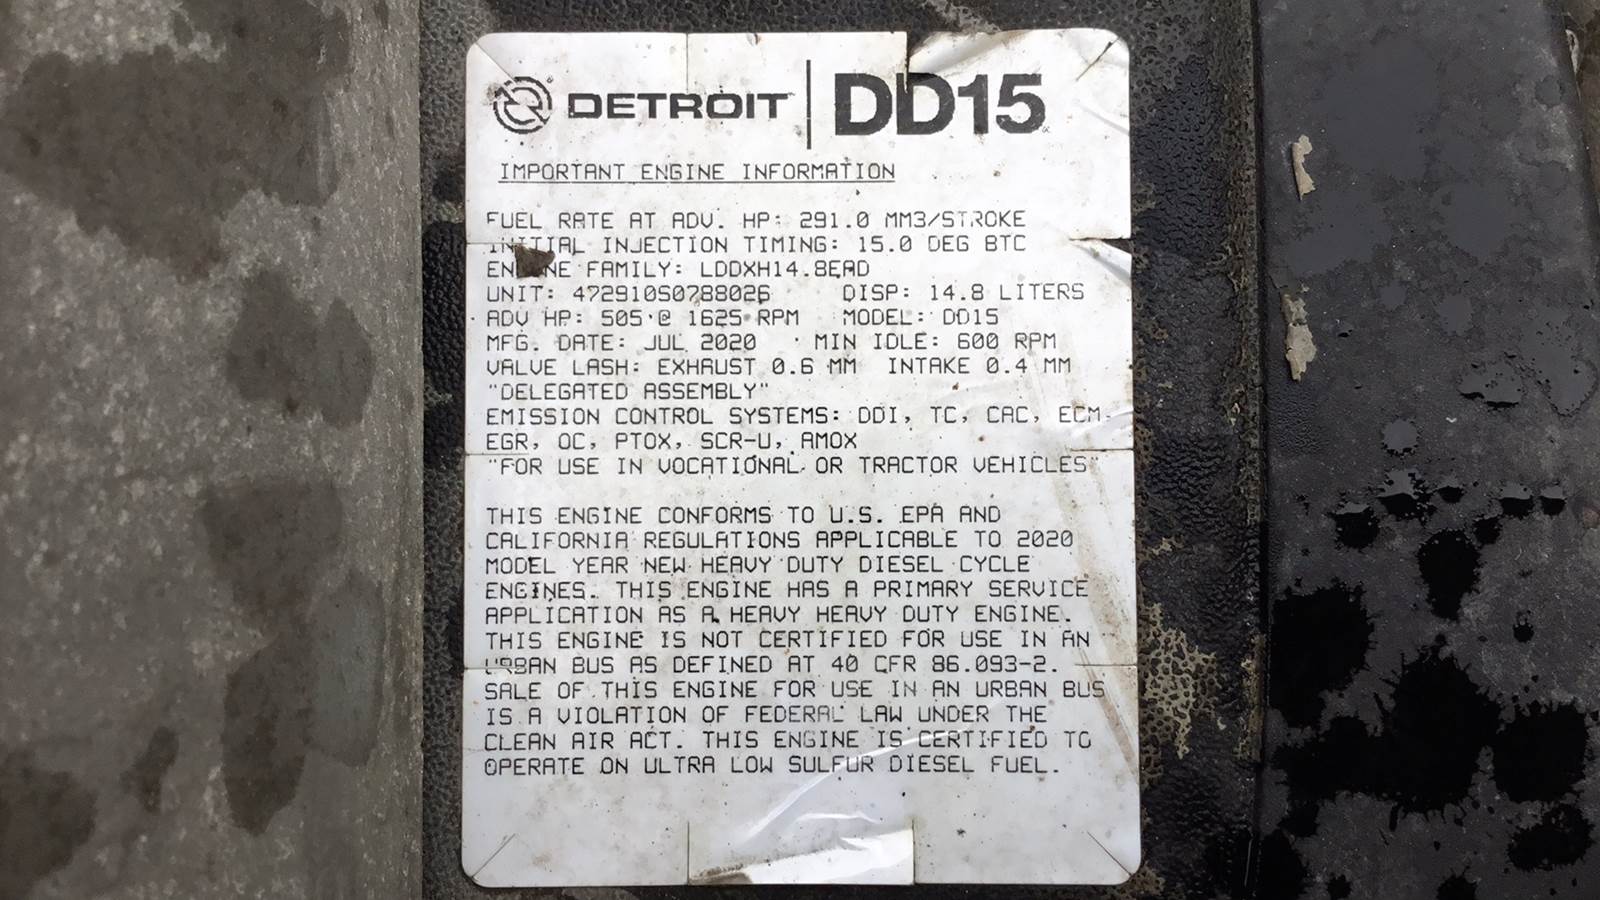 DETROIT DD15
IMPORTANT ENGINE INFORMATION
FUEL RATE AT ADV. HP: 291.0 MM3/STROKE
INITIAL INJECTION TIMING: 15.0 DEG BTC
ENGINE FAMILY: LDDXH14.8EAD
UNIT: 472910S0788026 DISP: 14.8 LITERS
ADV HP: 505 @ 1625 RPM MODEL: DD15
MFG. DATE: JUL 2020 MIN IDLE: 600 RPM
VALVE LASH: EXHAUST 0.6 MM INTAKE 0.4 MM
"DELEGATED ASSEMBLY"
EMISSION CONTROL SYSTEMS: DDI, TC, CAC, ECM
EGR, OC, PTOX, SCR-U, AMOX
"FOR USE IN VOCATIONAL OR TRACTOR VEHICLES"
THIS ENGINE CONFORMS TO U.S. EPA AND
CALIFORNIA REGULATIONS APPLICABLE TO 2020
MODEL YEAR NEW HEAVY DUTY DIESEL CYCLE
ENGINES. THIS ENGINE HAS A PRIMARY SERVICE
APPLICATION AS A HEAVY HEAVY DUTY ENGINE.
THIS ENGINE IS NOT CERTIFIED FOR USE IN AN
URBAN BUS AS DEFINED AT 40 CFR 86.093-2.
SALE OF THIS ENGINE FOR USE IN AN URBAN BUS
IS A VIOLATION OF FEDERAL LAW UNDER THE
CLEAN AIR ACT. THIS ENGINE IS CERTIFIED TO
OPERATE ON ULTRA LOW SULFUR DIESEL FUEL.